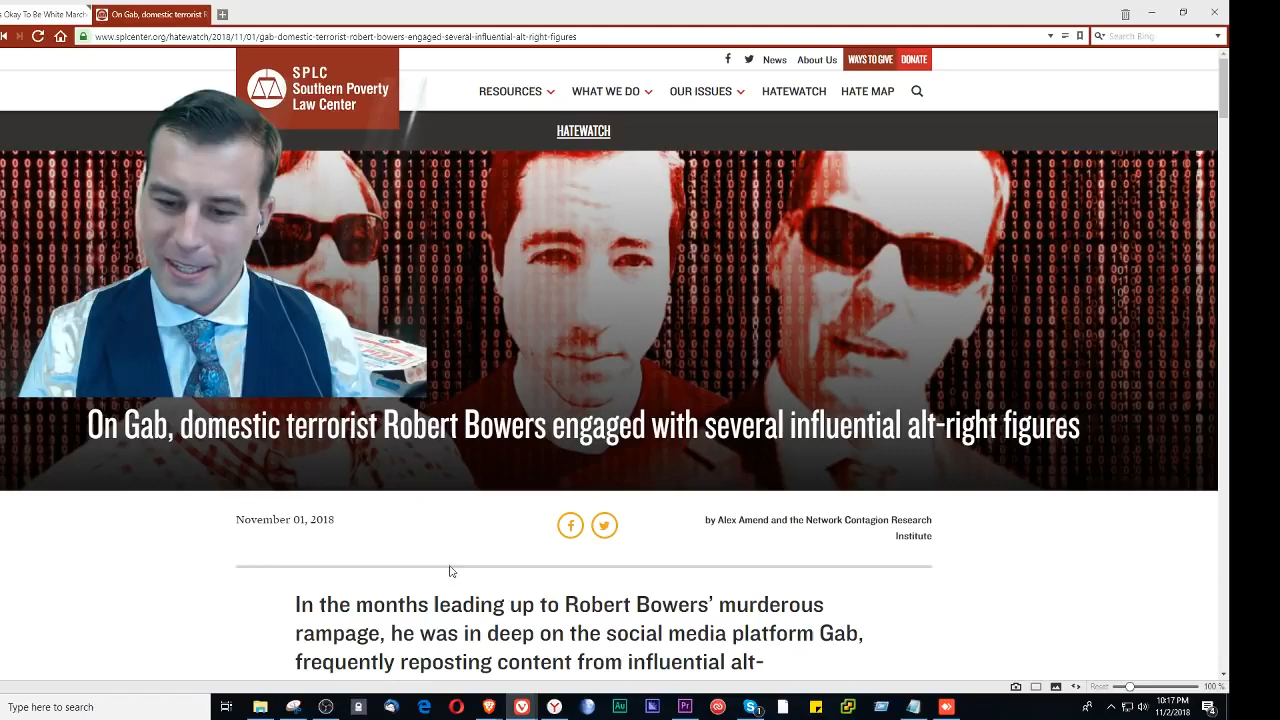 Okay To Be White March
On Gab, domestic terrorist R
www.splcenter.org/hatewatch/2018/11/01/gab-domestic-terrorist-robert-bowers-engaged-several-influential-alt-right-figures
Search Bing
SPLC
Southern Poverty
Law Center
News
About Us
WAYS TO GIVE
DONATE
RESOURCES
WHAT WE DO
OUR ISSUES
HATEWATCH
HATE MAP
HATEWATCH
On Gab, domestic terrorist Robert Bowers engaged with several influential alt-right figures
November 01, 2018
by Alex Amend and the Network Contagion Research
Institute
In the months leading up to Robert Bowers’ murderous
rampage, he was in deep on the social media platform Gab,
frequently reposting content from influential alt-
Reset
100 %
Type here to search
10:17 PM
11/2/2018